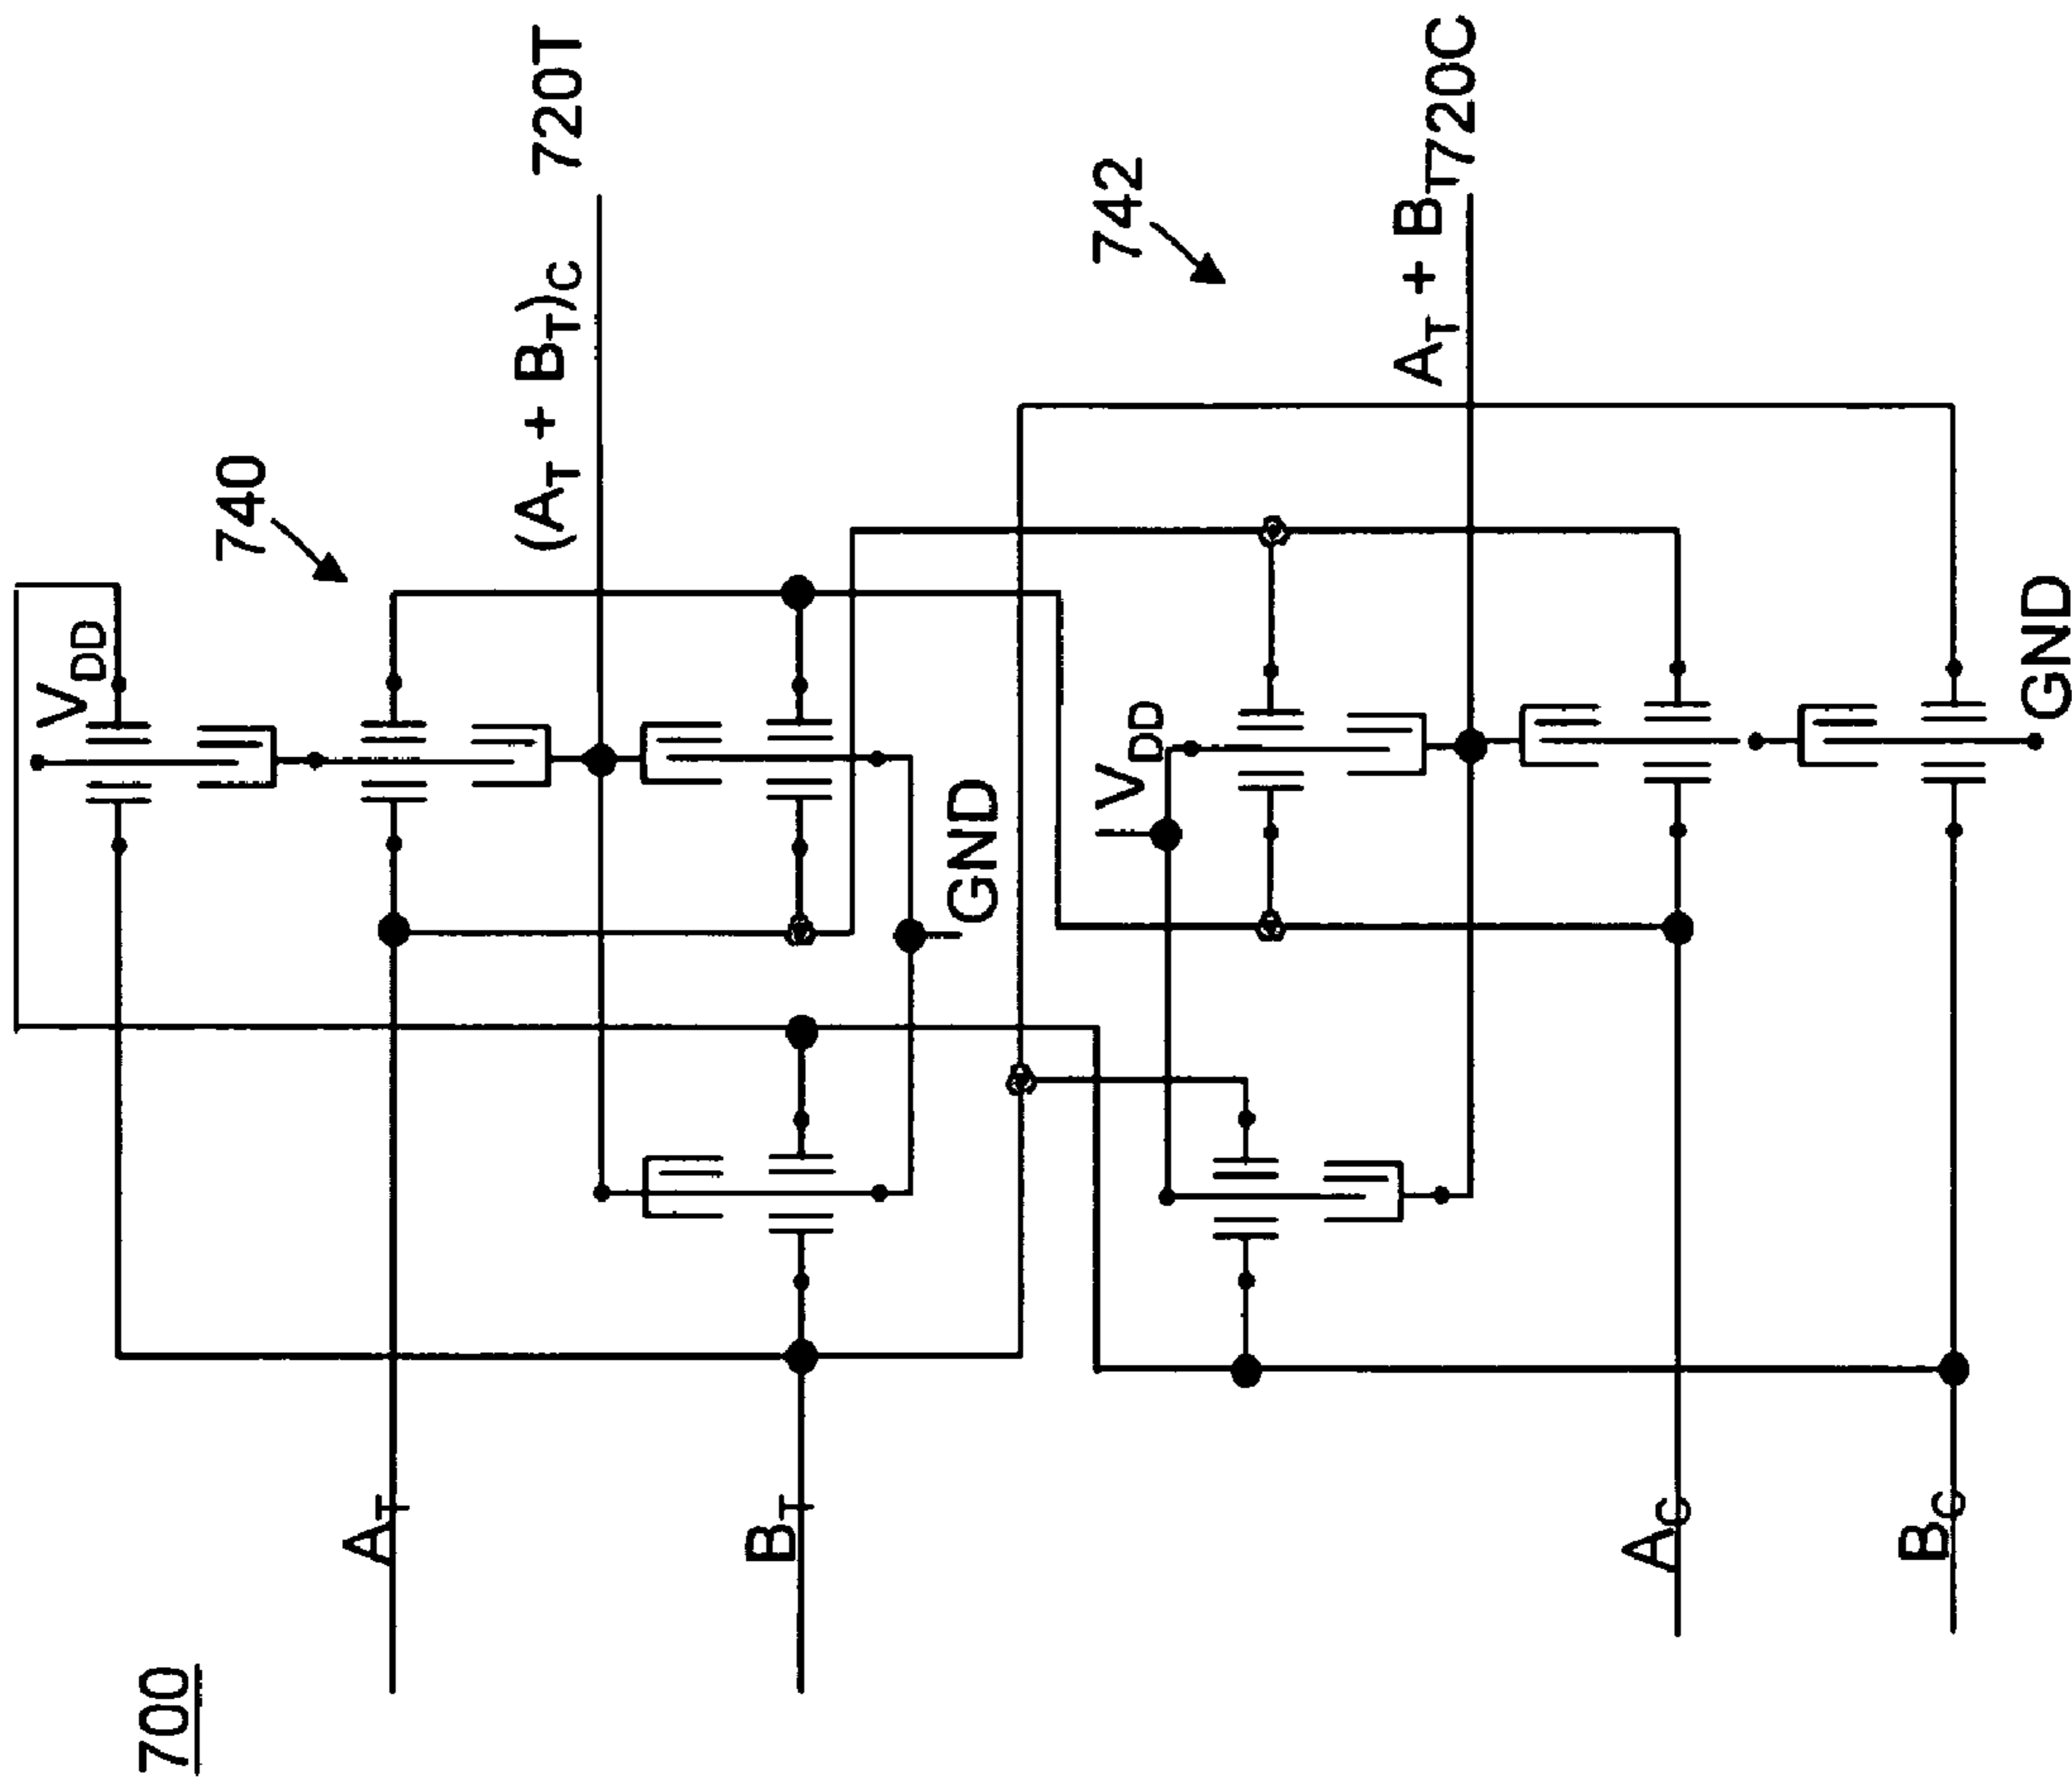 700
740
V_DD
A_T
(A_T + B_T)_C
720T
B_T
GND
742
V_DD
A_T + B_T
720C
A_C
B_C
GND